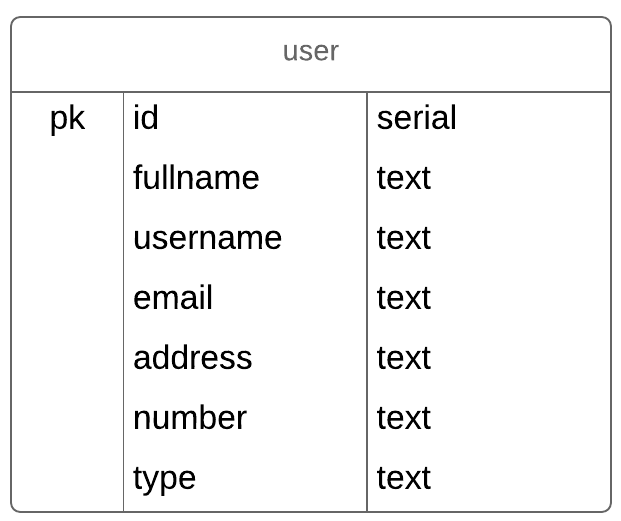 user
pk id serial
fullname text
username text
email text
address text
number text
type text